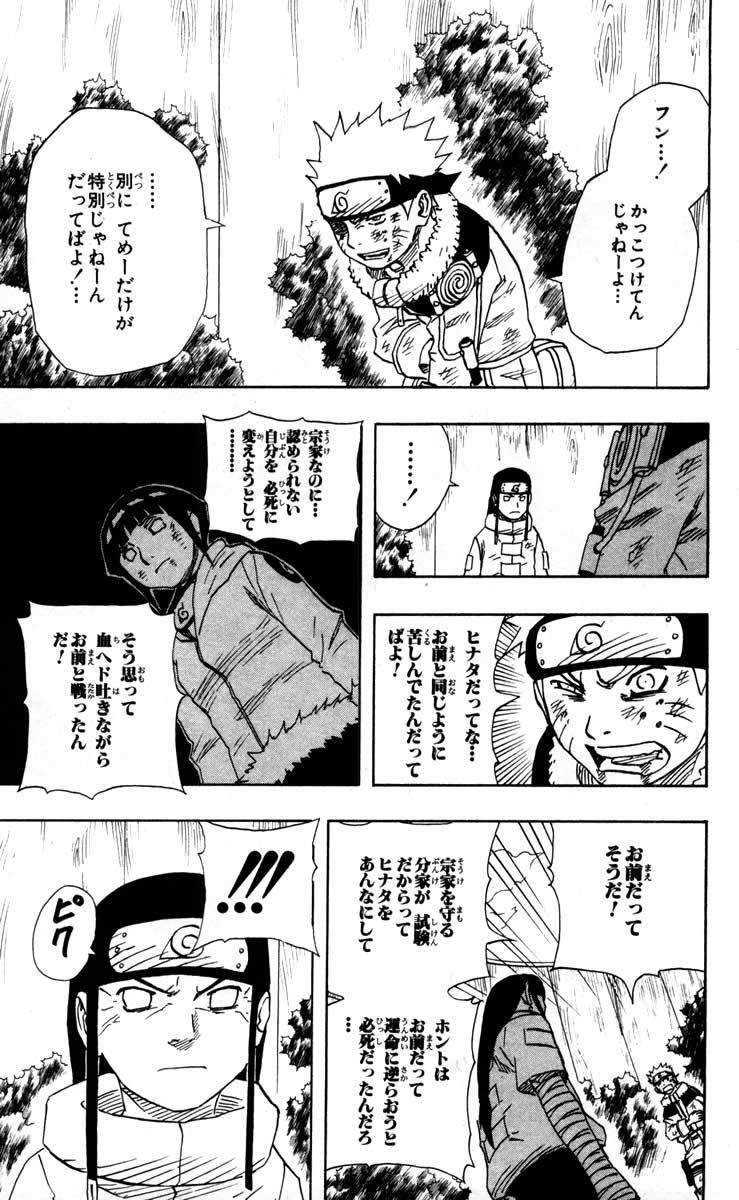 フン…!
かっこつけてん
じゃねーよ…
……
別に てめーだけが
特別じゃねーん
だってばよ!…
……!
ヒナタだってな…
お前と同じように
苦しんでたんだって
ばよ!
宗家なのに…
認められない
自分を 必死に
変えようとして
………
そう思って
血ヘド吐きながら
お前と戦ったん
だ!
お前だって
そうだ!
宗家を守る
分家が 試験
だからって
ヒナタを
あんなにして
ホントは
お前だって
運命に逆らおうと
必死だったんだろ
…
!!!
ピク